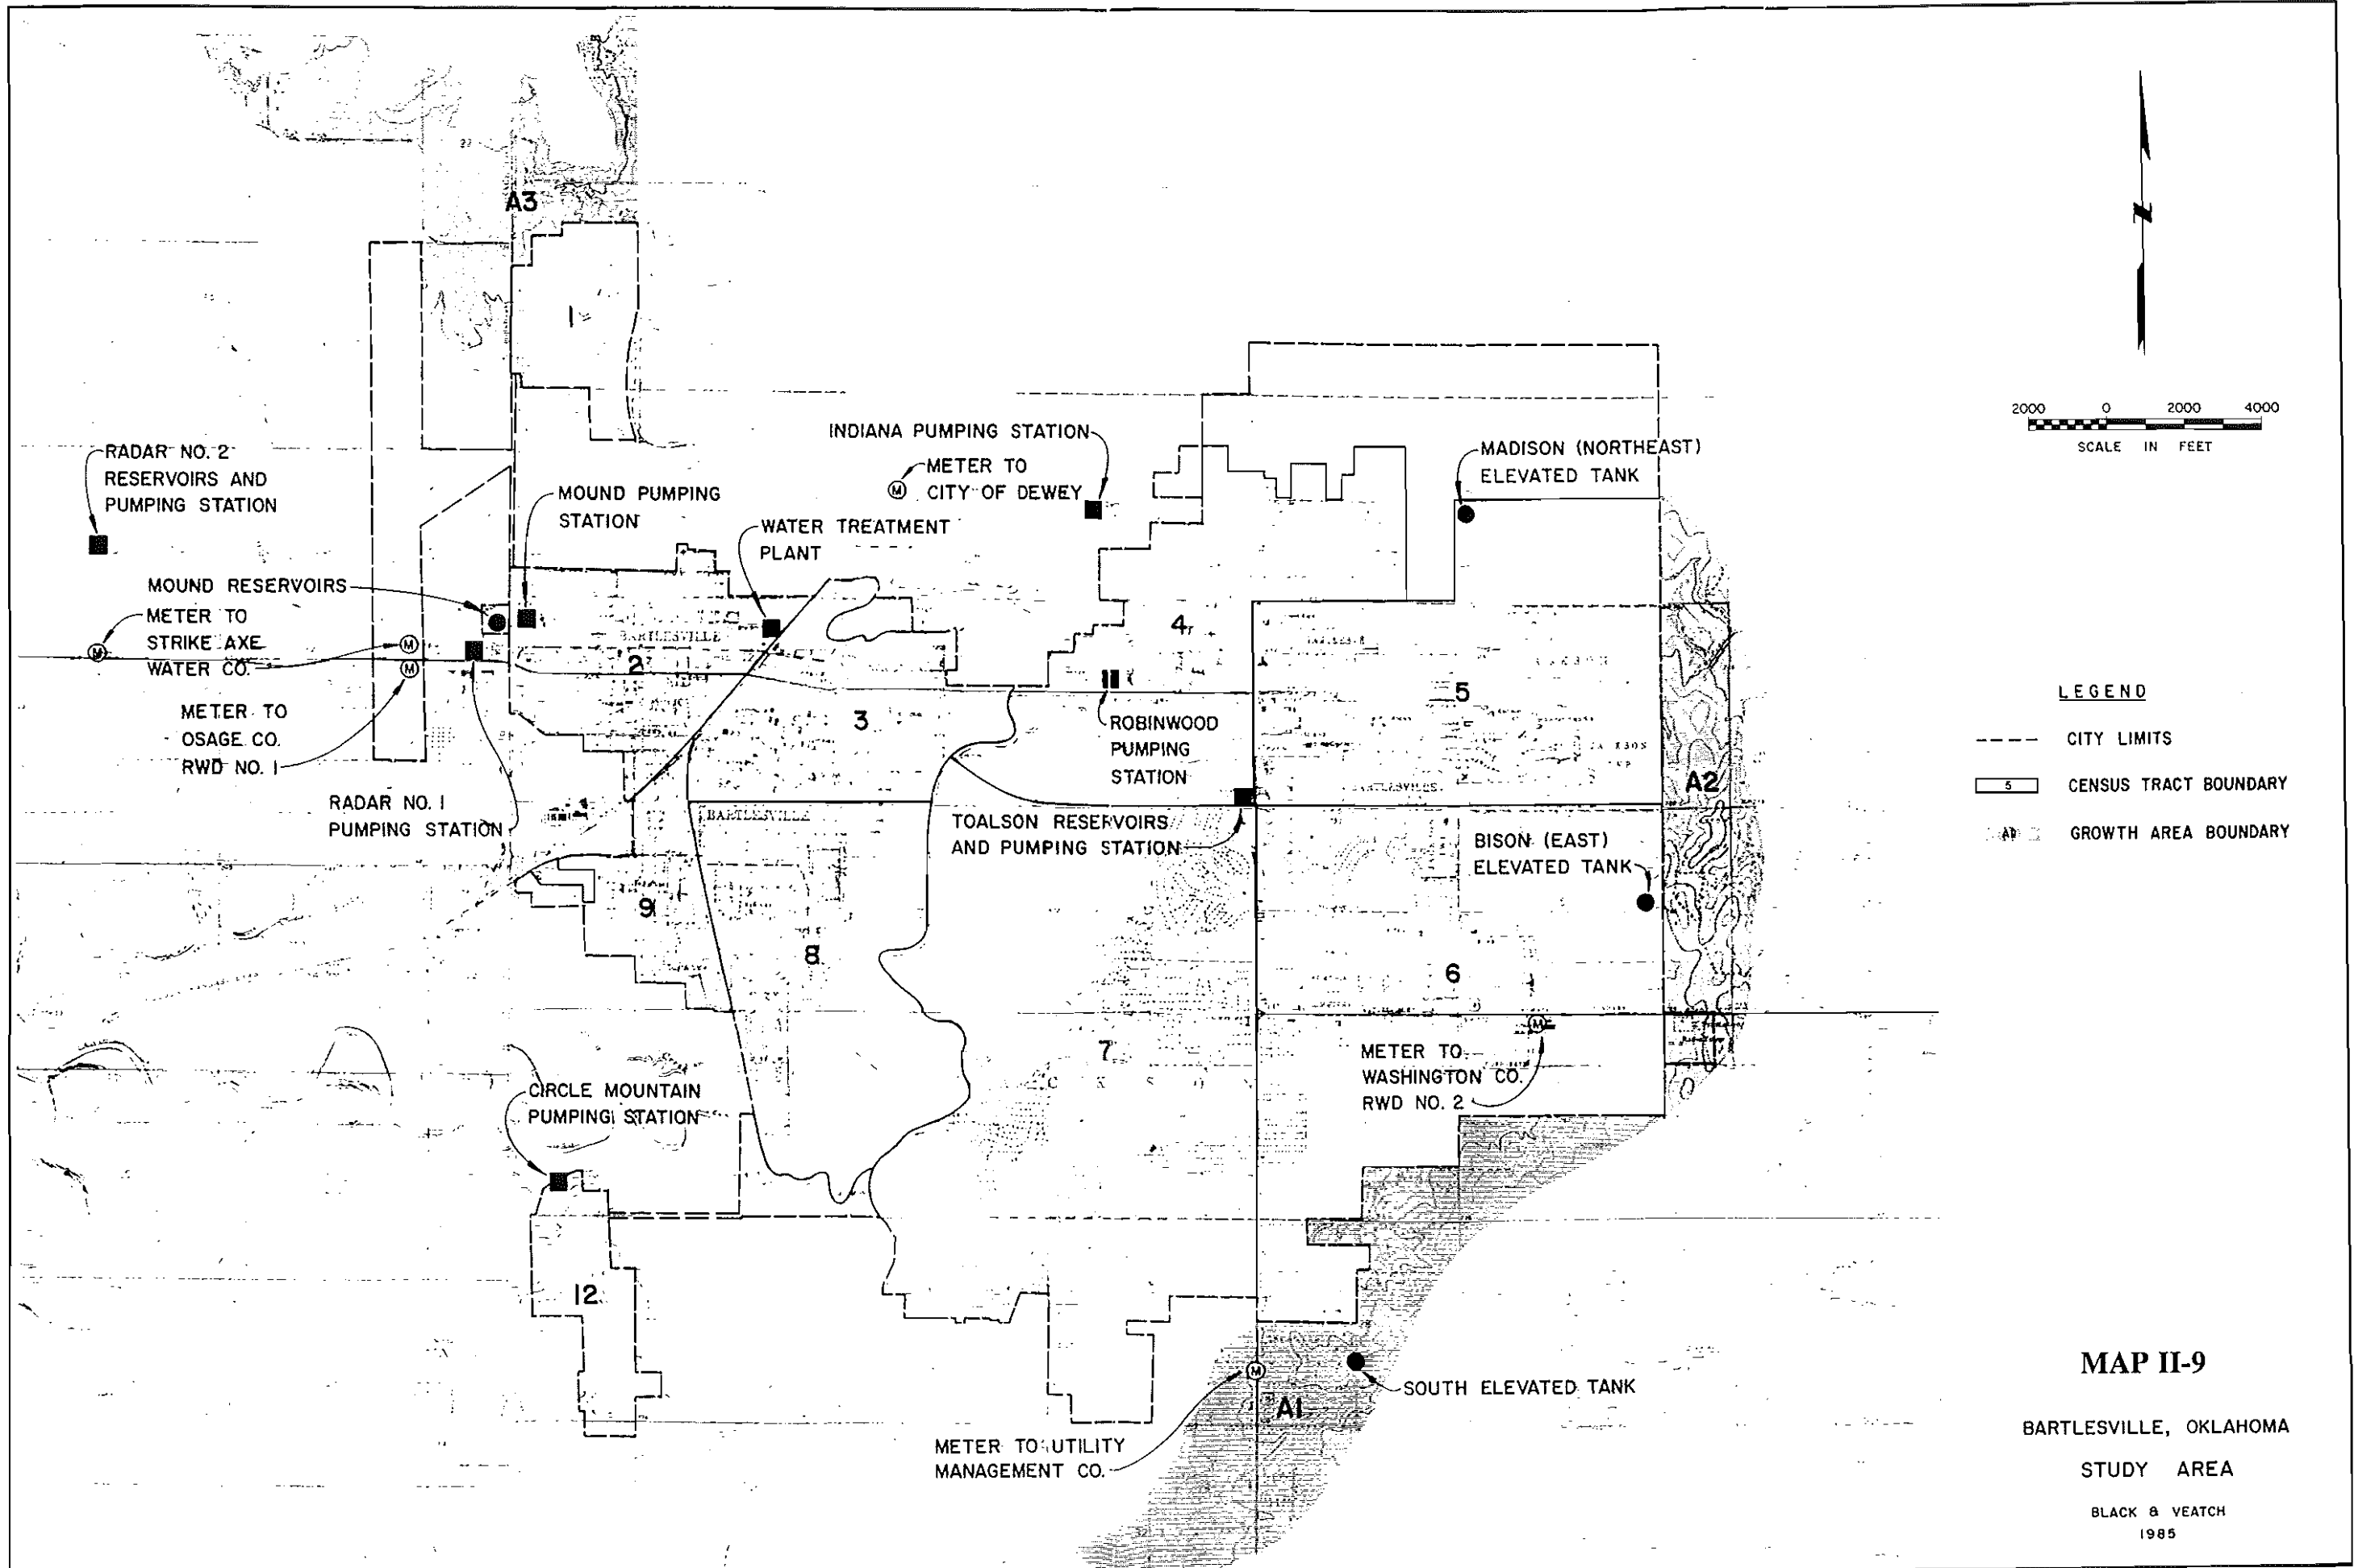 A3
1
RADAR NO. 2
RESERVOIRS AND
PUMPING STATION
MOUND PUMPING
STATION
INDIANA PUMPING STATION
METER TO
CITY OF DEWEY
M
WATER TREATMENT
PLANT
MADISON (NORTHEAST)
ELEVATED TANK
N
2000 0 2000 4000
SCALE IN FEET
MOUND RESERVOIRS
METER TO
STRIKE AXE
WATER CO.
M
M
M
METER TO
OSAGE CO.
RWD NO. 1
RADAR NO. 1
PUMPING STATION
BARTLESVILLE
2
3
4
5
ROBINWOOD
PUMPING
STATION
BARTLESVILLE
BARTLESVILLE
TOALSON RESERVOIRS
AND PUMPING STATION
A2
BISON (EAST)
ELEVATED TANK
LEGEND
CITY LIMITS
5 CENSUS TRACT BOUNDARY
GROWTH AREA BOUNDARY
9
8
7
6
M
METER TO
WASHINGTON CO.
RWD NO. 2
CIRCLE MOUNTAIN
PUMPING STATION
12
M
SOUTH ELEVATED TANK
A1
METER TO UTILITY
MANAGEMENT CO.
MAP II-9
BARTLESVILLE, OKLAHOMA
STUDY AREA
BLACK & VEATCH
1985